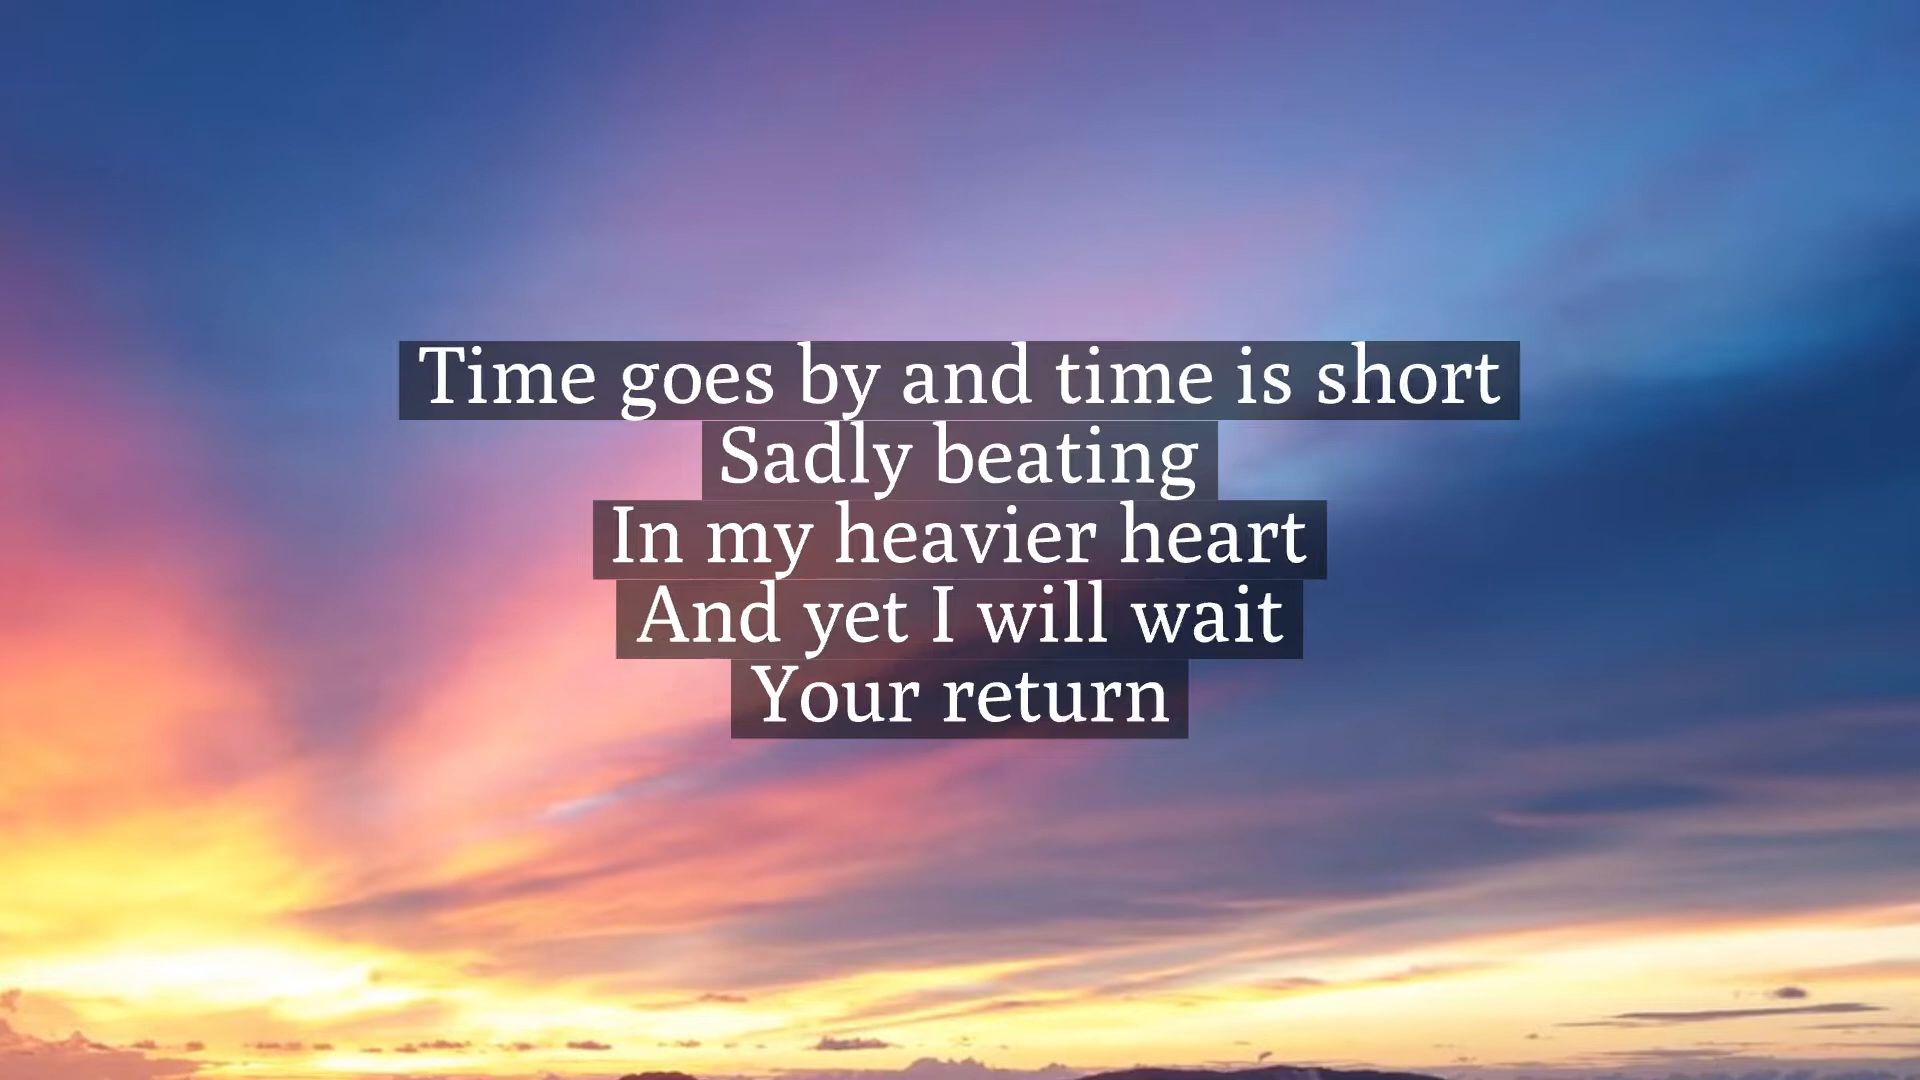 Time goes by and time is short
Sadly beating
In my heavier heart
And yet I will wait
Your return